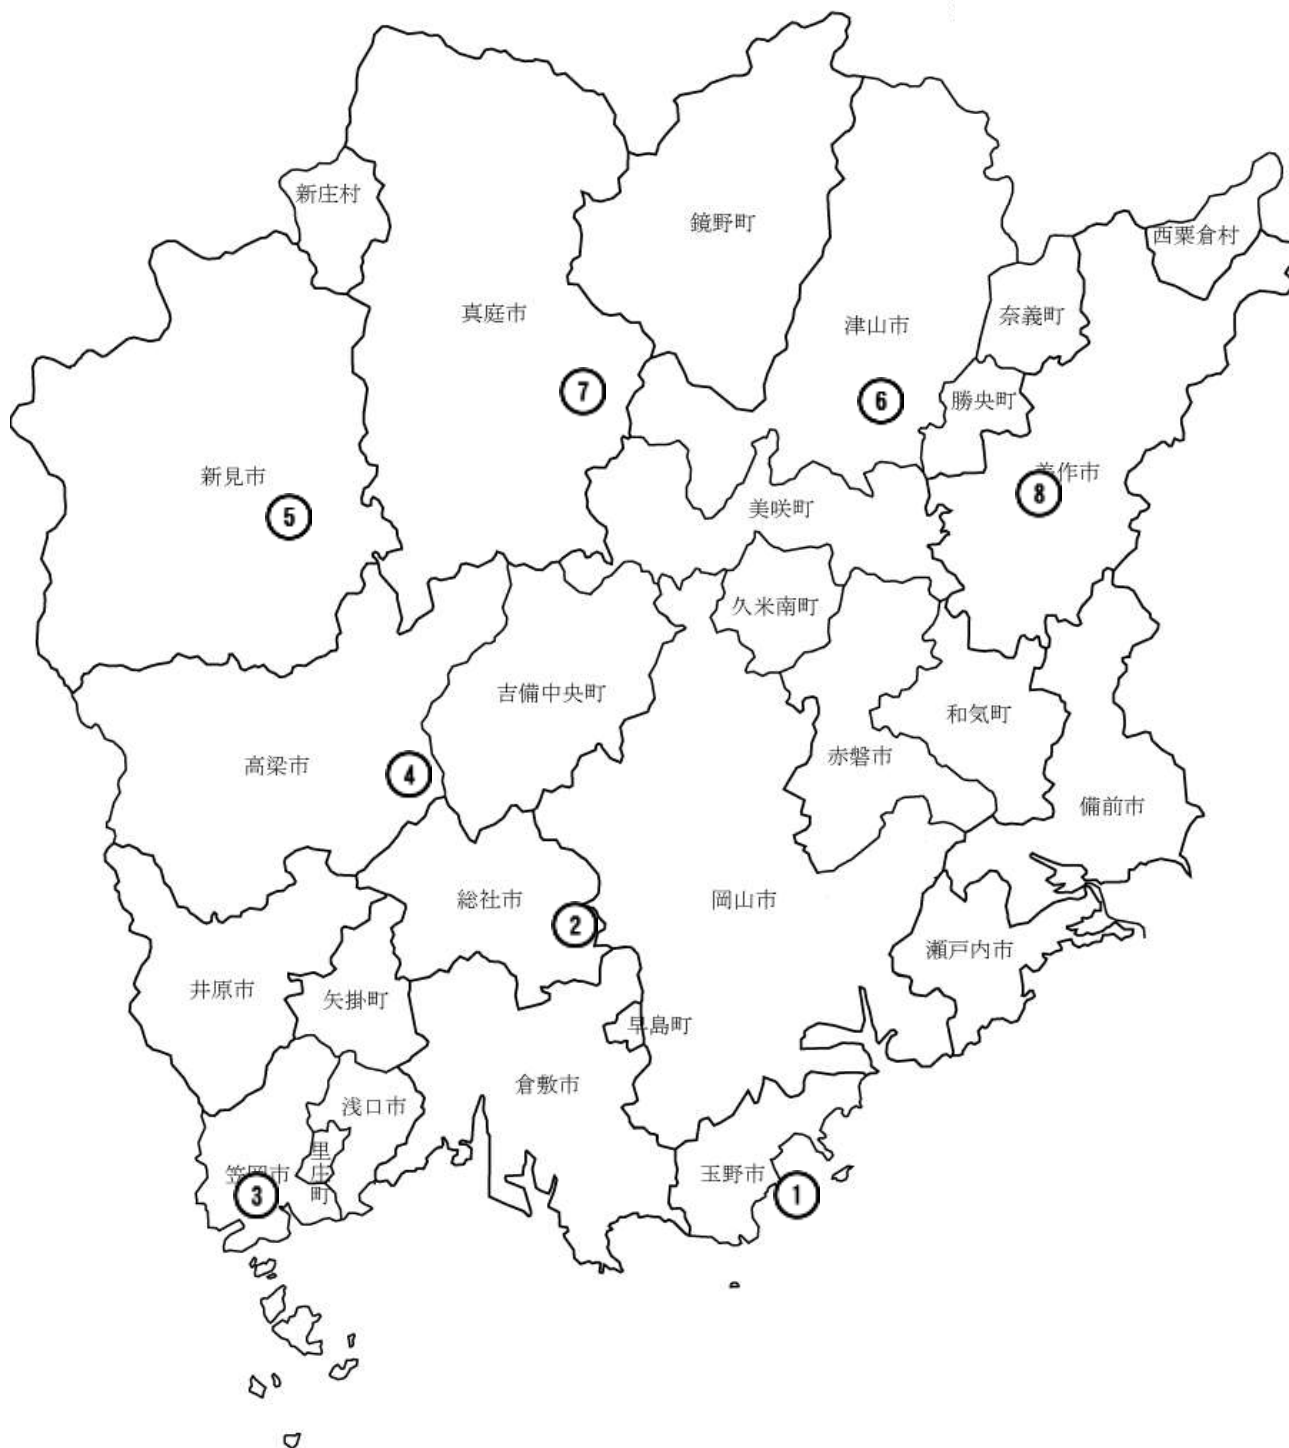 新庄村
鏡野町
西粟倉村
真庭市
津山市
奈義町
⑦
⑥
勝央町
新見市
美作市
⑤
⑧
美咲町
久米南町
吉備中央町
和気町
高梁市
④
赤磐市
備前市
総社市
②
岡山市
瀬戸内市
井原市
矢掛町
早島町
倉敷市
浅口市
里庄町
笠岡市
③
玉野市
①